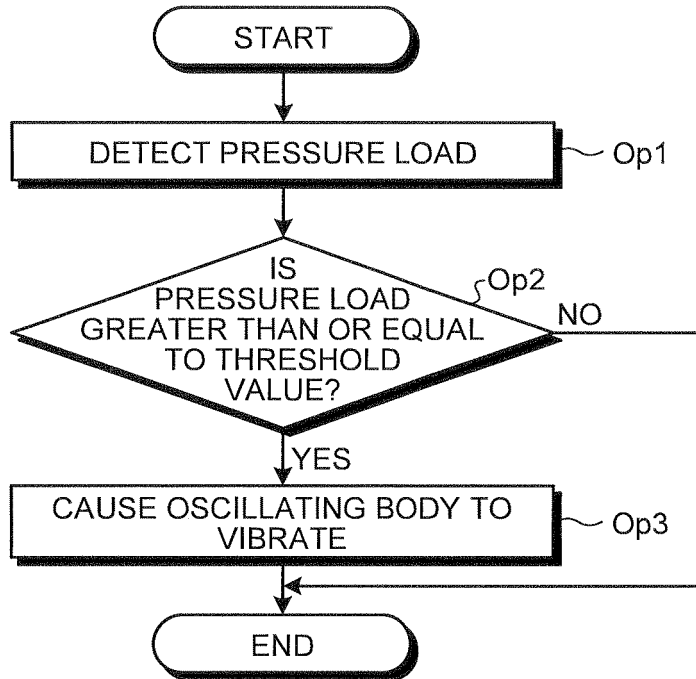 START
DETECT PRESSURE LOAD
Op1
IS
PRESSURE LOAD
GREATER THAN OR EQUAL
TO THRESHOLD
VALUE?
Op2
NO
YES
CAUSE OSCILLATING BODY TO
VIBRATE
Op3
END